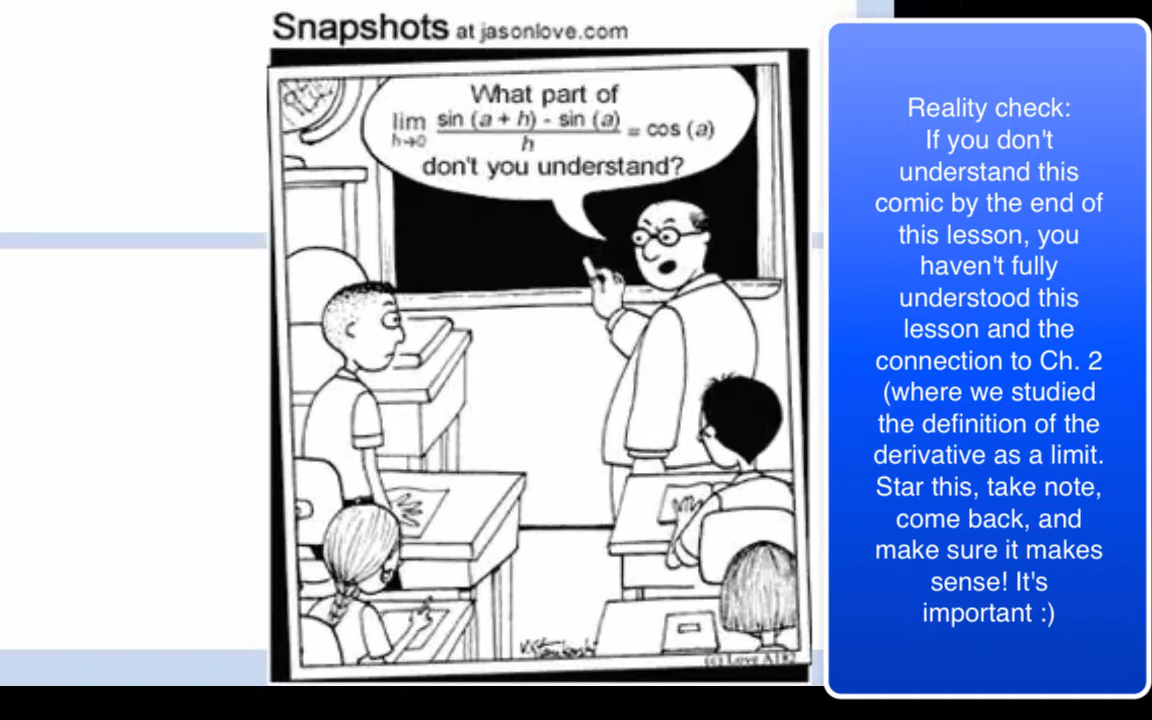 Snapshots at jasonlove.com
What part of
lim sin (a + h) - sin (a) = cos (a)
h→0 h
don't you understand?
Reality check:
If you don't
understand this
comic by the end of
this lesson, you
haven't fully
understood this
lesson and the
connection to Ch. 2
(where we studied
the definition of the
derivative as a limit.
Star this, take note,
come back, and
make sure it makes
sense! It's
important :)
(c) Love